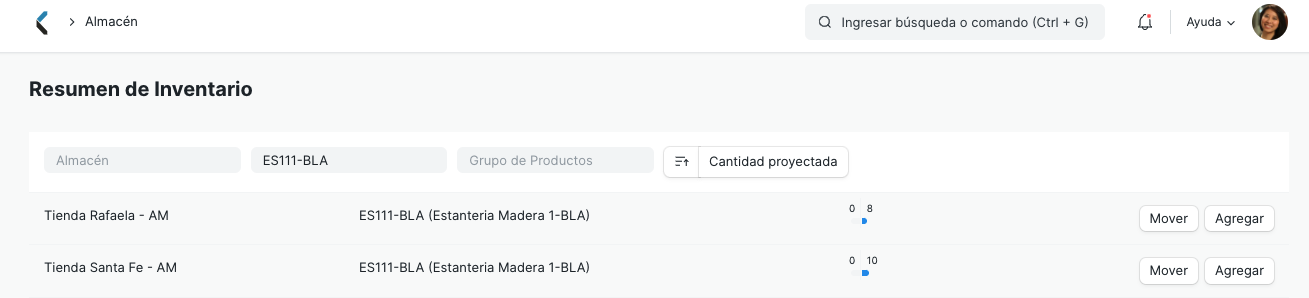 Almacén
Ingresar búsqueda o comando (Ctrl + G)
Ayuda
Resumen de Inventario
Almacén ES111-BLA Grupo de Productos Cantidad proyectada
Tienda Rafaela - AM ES111-BLA (Estanteria Madera 1-BLA) 0 8 Mover Agregar
Tienda Santa Fe - AM ES111-BLA (Estanteria Madera 1-BLA) 0 10 Mover Agregar